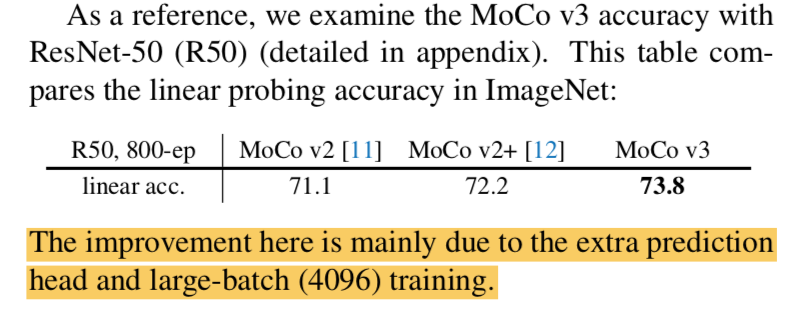 As a reference, we examine the MoCo v3 accuracy with
ResNet-50 (R50) (detailed in appendix). This table com-
pares the linear probing accuracy in ImageNet:
R50, 800-ep MoCo v2 [11] MoCo v2+ [12] MoCo v3
linear acc. 71.1 72.2 73.8
The improvement here is mainly due to the extra prediction
head and large-batch (4096) training.